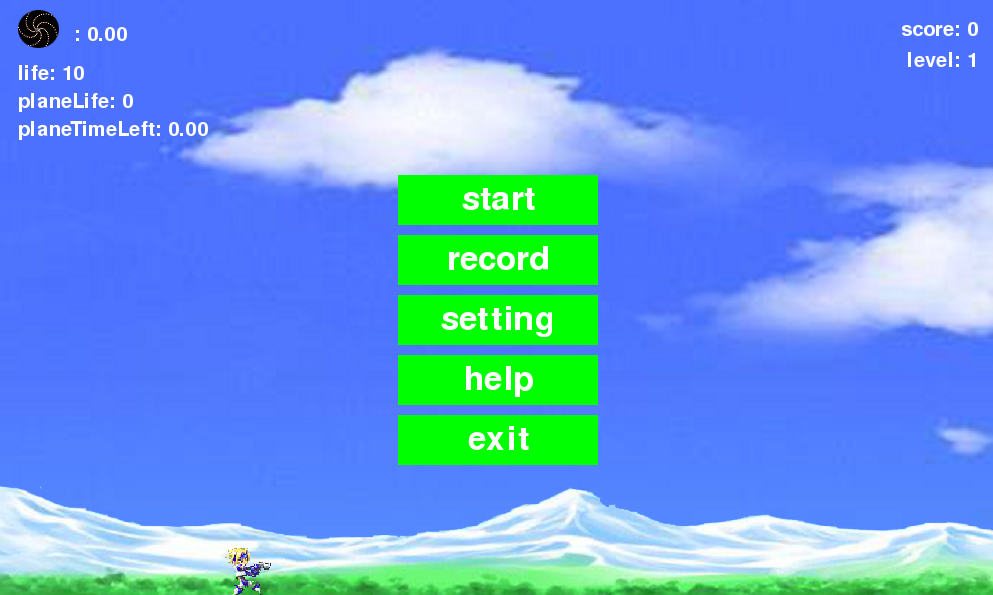 : 0.00
score: 0
level: 1
life: 10
planeLife: 0
planeTimeLeft: 0.00
start
record
setting
help
exit